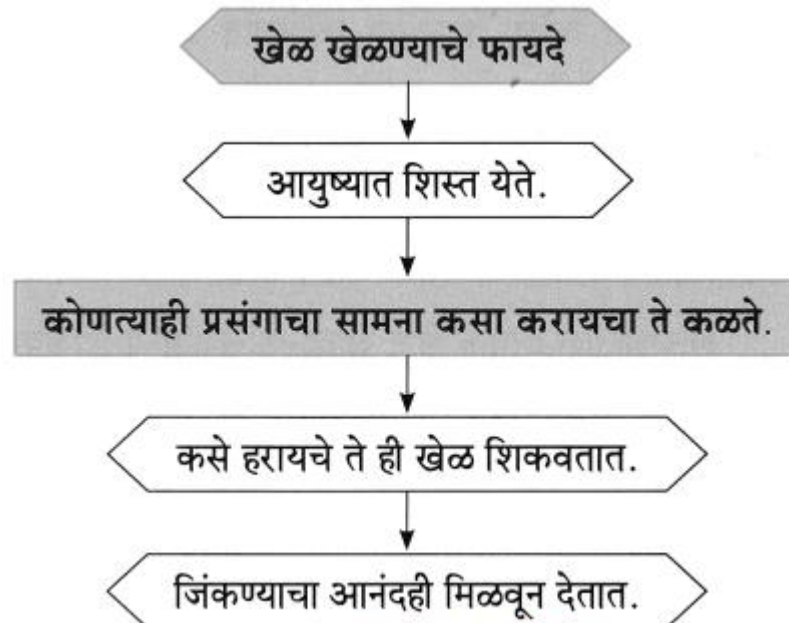 खेळ खेळण्याचे फायदे
आयुष्यात शिस्त येते.
कोणत्याही प्रसंगाचा सामना कसा करायचा ते कळते.
कसे हरायचे ते ही खेळ शिकवतात.
जिंकण्याचा आनंदही मिळवून देतात.